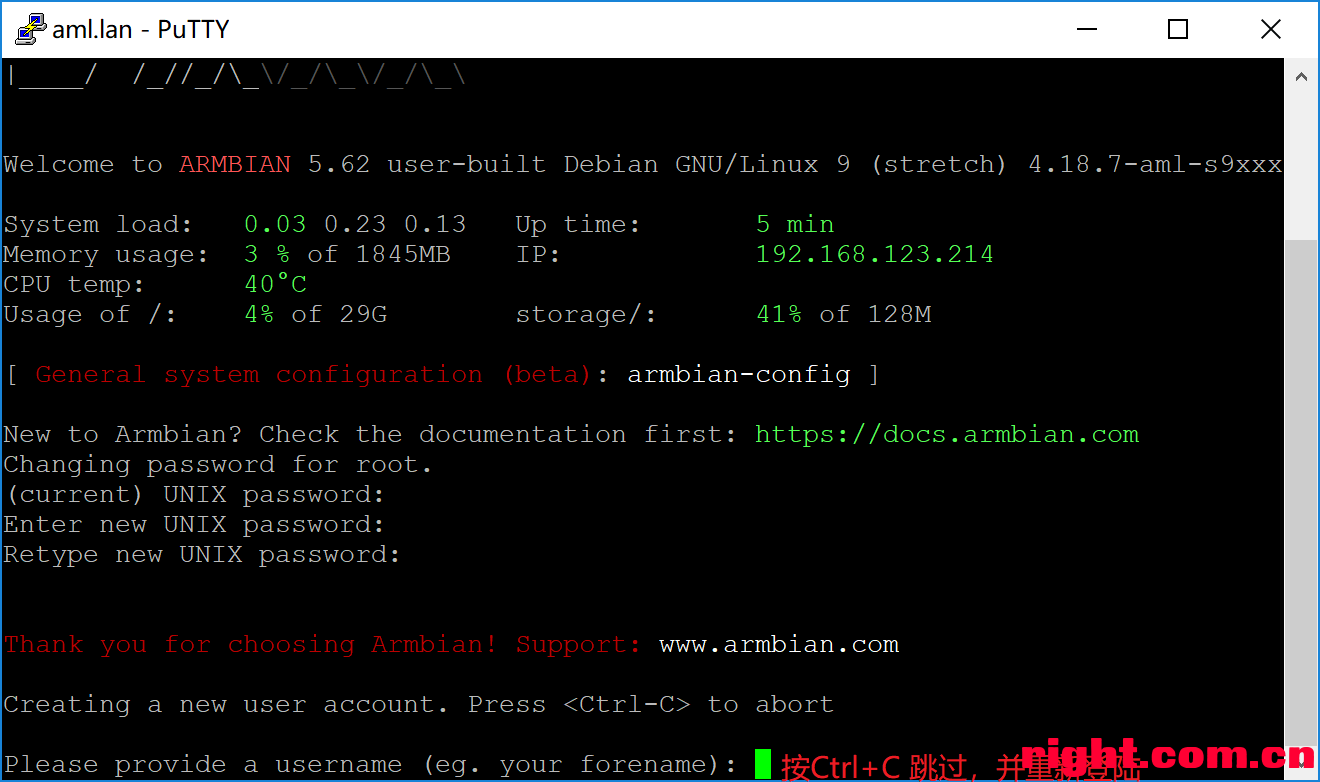 aml.lan - PuTTY
|____/  /_//_/\_\/_/\_\/_/\_\
Welcome to ARMBIAN 5.62 user-built Debian GNU/Linux 9 (stretch) 4.18.7-aml-s9xxx
System load:   0.03 0.23 0.13   Up time:       5 min
Memory usage:  3 % of 1845MB    IP:            192.168.123.214
CPU temp:      40°C
Usage of /:    4% of 29G        storage/:      41% of 128M
[ General system configuration (beta): armbian-config ]
New to Armbian? Check the documentation first: https://docs.armbian.com
Changing password for root.
(current) UNIX password:
Enter new UNIX password:
Retype new UNIX password:
Thank you for choosing Armbian! Support: www.armbian.com
Creating a new user account. Press <Ctrl-C> to abort
Please provide a username (eg. your forename): 按Ctrl+C 跳过，并重新登陆
right.com.cn